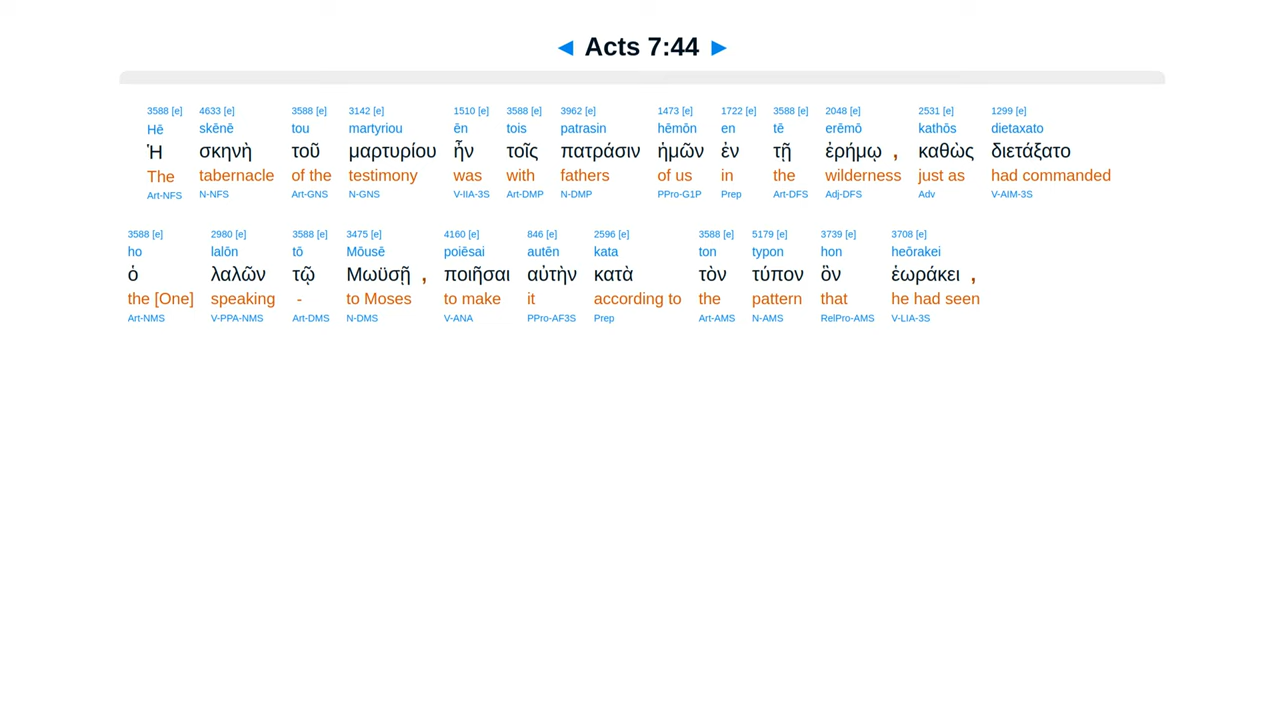 ◄ Acts 7:44 ►
3588 [e] 4633 [e] 3588 [e] 3142 [e] 1510 [e] 3588 [e] 3962 [e] 1473 [e] 1722 [e] 3588 [e] 2048 [e] 2531 [e] 1299 [e]
Hē skēnē tou martyriou ēn tois patrasin hēmōn en tē erēmō kathōs dietaxato
Ἡ σκηνὴ τοῦ μαρτυρίου ἦν τοῖς πατράσιν ἡμῶν ἐν τῇ ἐρήμῳ , καθὼς διετάξατο
The tabernacle of the testimony was with fathers of us in the wilderness just as had commanded
Art-NFS N-NFS Art-GNS N-GNS V-IIA-3S Art-DMP N-DMP PPro-G1P Prep Art-DFS Adj-DFS Adv V-AIM-3S
3588 [e] 2980 [e] 3588 [e] 3475 [e] 4160 [e] 846 [e] 2596 [e] 3588 [e] 5179 [e] 3739 [e] 3708 [e]
ho lalōn tō Mōusē poiēsai autēn kata ton typon hon heōrakei
ὁ λαλῶν τῷ Μωϋσῇ , ποιῆσαι αὐτὴν κατὰ τὸν τύπον ὃν ἑωράκει ,
the [One] speaking - to Moses to make it according to the pattern that he had seen
Art-NMS V-PPA-NMS Art-DMS N-DMS V-ANA PPro-AF3S Prep Art-AMS N-AMS RelPro-AMS V-LIA-3S